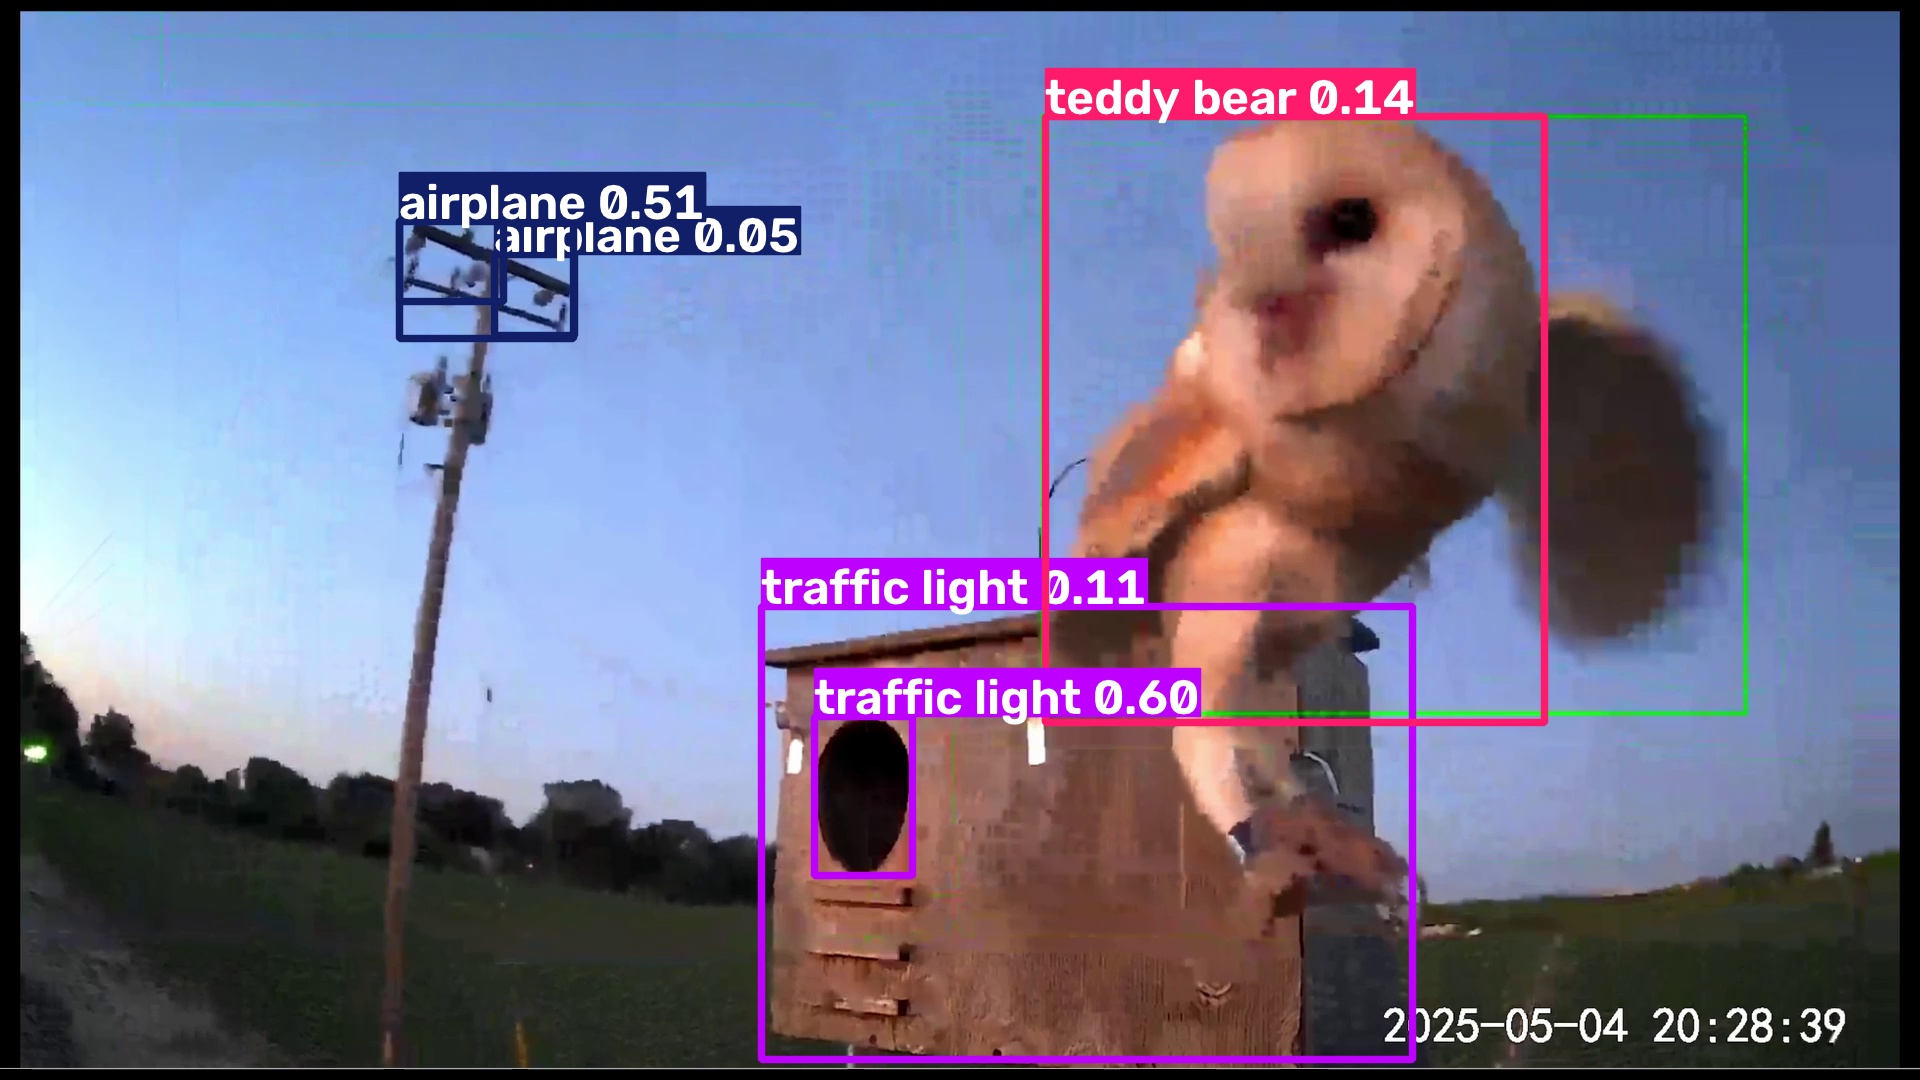 teddy bear 0.14
airplane 0.51
airplane 0.05
traffic light 0.11
traffic light 0.60
2025-05-04 20:28:39